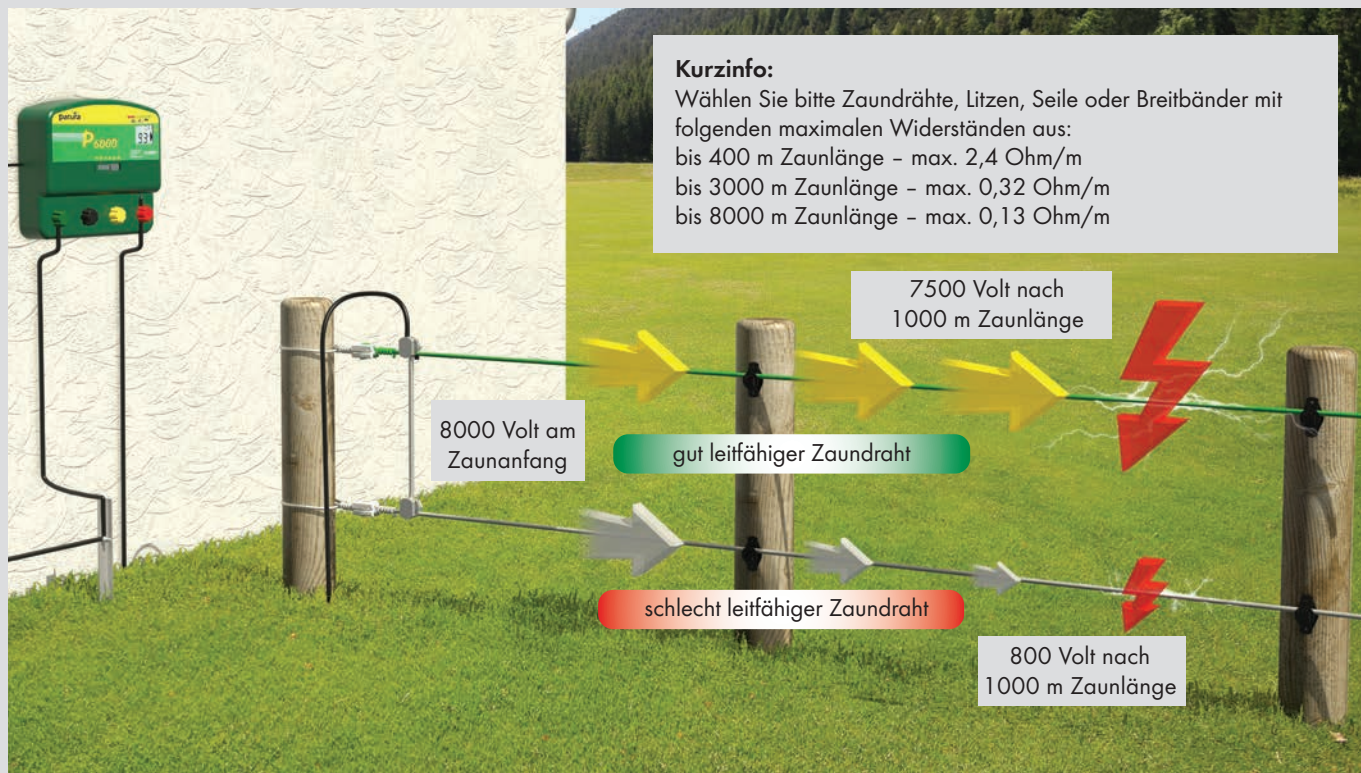 patura
P6000
Kurzinfo:
Wählen Sie bitte Zaundrähte, Litzen, Seile oder Breitbänder mit
folgenden maximalen Widerständen aus:
bis 400 m Zaunlänge – max. 2,4 Ohm/m
bis 3000 m Zaunlänge – max. 0,32 Ohm/m
bis 8000 m Zaunlänge – max. 0,13 Ohm/m
7500 Volt nach
1000 m Zaunlänge
8000 Volt am
Zaunanfang
gut leitfähiger Zaundraht
schlecht leitfähiger Zaundraht
800 Volt nach
1000 m Zaunlänge